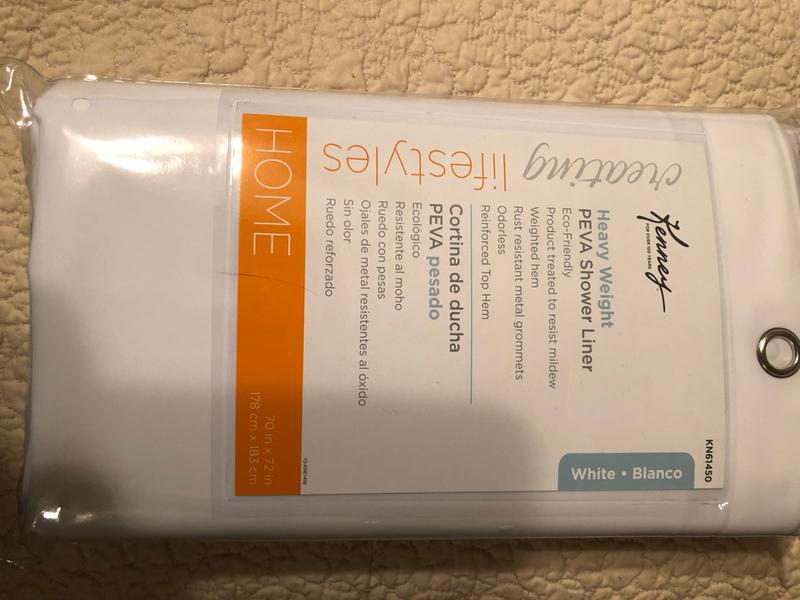 KN61450
Kenney
FOR OVER 100 YEARS
White • Blanco
creating
lifestyles
Heavy Weight
PEVA Shower Liner
Eco-Friendly
Product treated to resist mildew
Weighted hem
Rust resistant metal grommets
Odorless
Reinforced Top Hem
Cortina de ducha
PEVA pesado
Ecológico
Resistente al moho
Ruedo con pesas
Ojales de metal resistentes al óxido
Sin olor
Ruedo reforzado
HOME
70 in x 72 in
178 cm x 183 cm